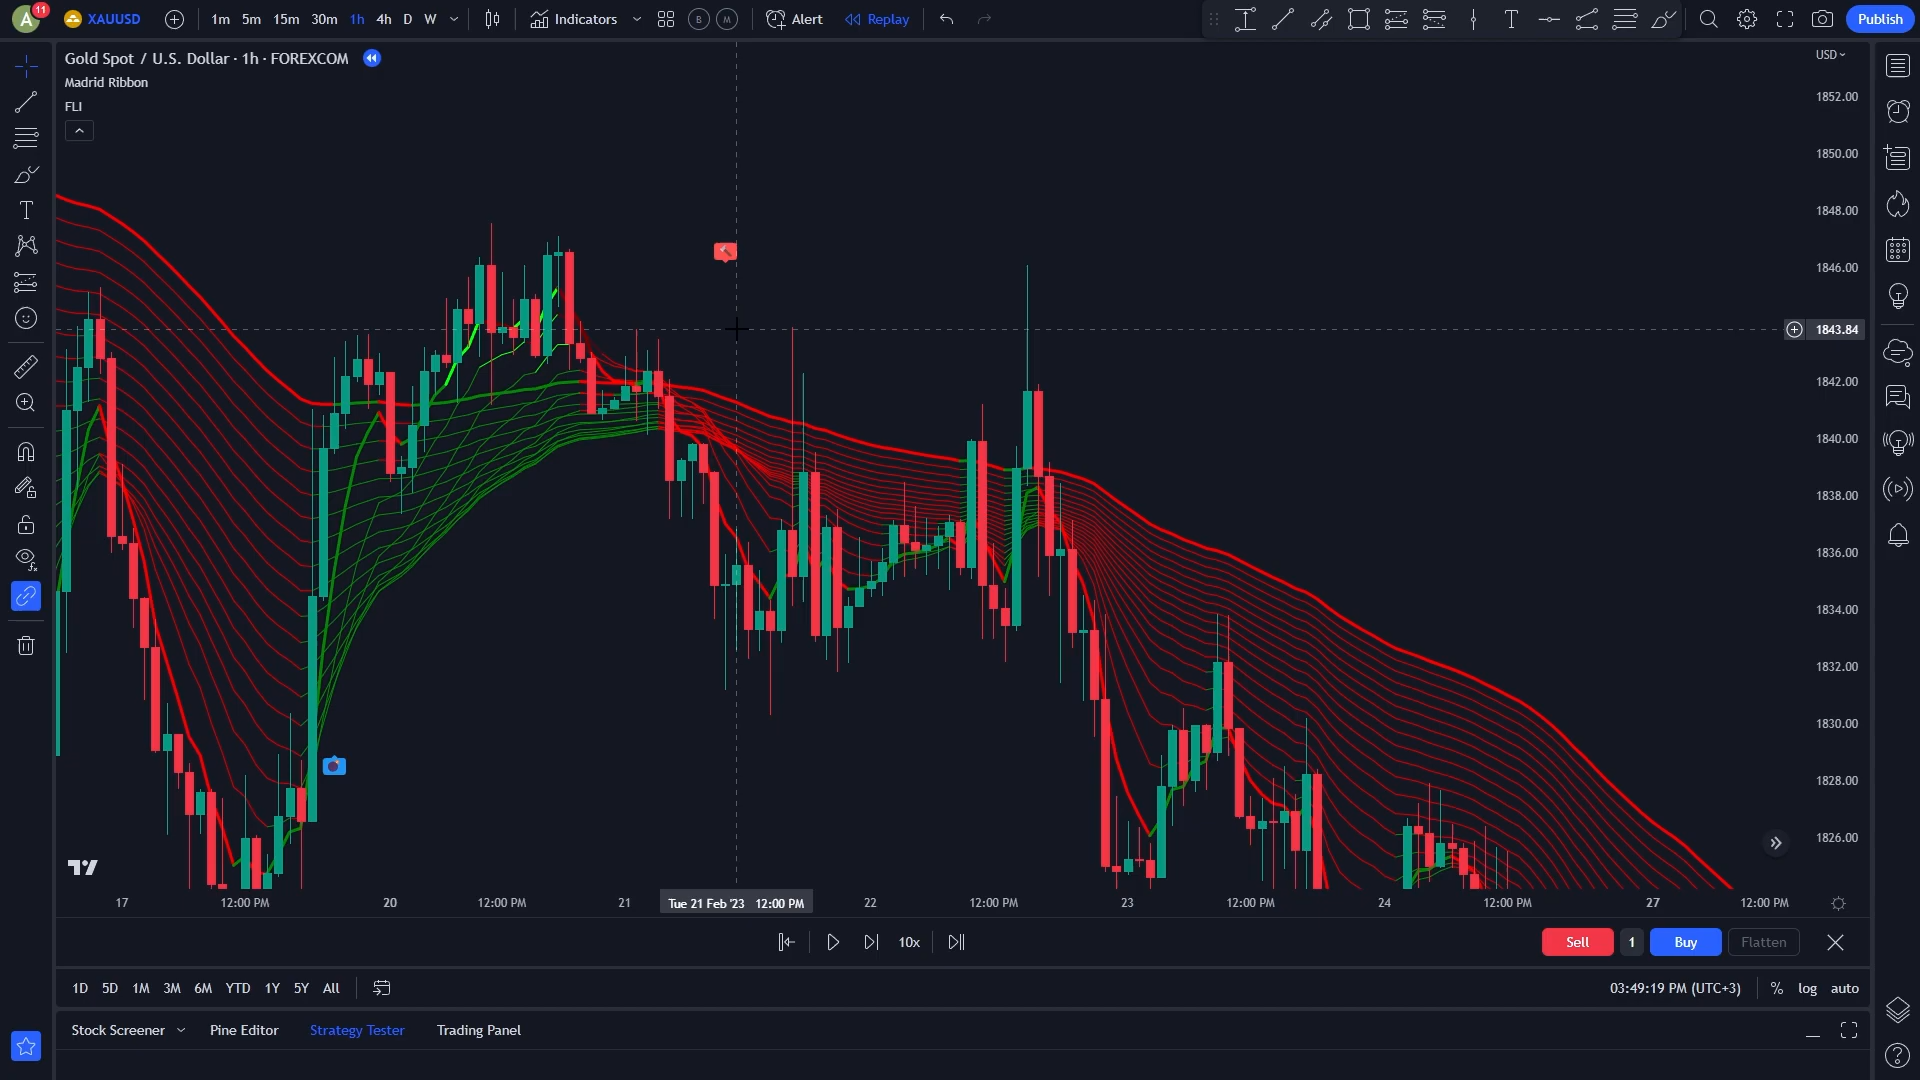 A 11 XAUUSD 1m 5m 15m 30m 1h 4h D W Indicators B M Alert Replay T Publish
Gold Spot / U.S. Dollar · 1h · FOREXCOM
Madrid Ribbon
FLI
USD
1852.00
1850.00
1848.00
1846.00
1843.84
1842.00
1840.00
1838.00
1836.00
1834.00
1832.00
1830.00
1828.00
1826.00
17 12:00 PM 20 12:00 PM 21 Tue 21 Feb '23 12:00 PM 22 12:00 PM 23 12:00 PM 24 12:00 PM 27 12:00 PM
10x Sell 1 Buy Flatten
1D 5D 1M 3M 6M YTD 1Y 5Y All 03:49:19 PM (UTC+3) % log auto
Stock Screener Pine Editor Strategy Tester Trading Panel